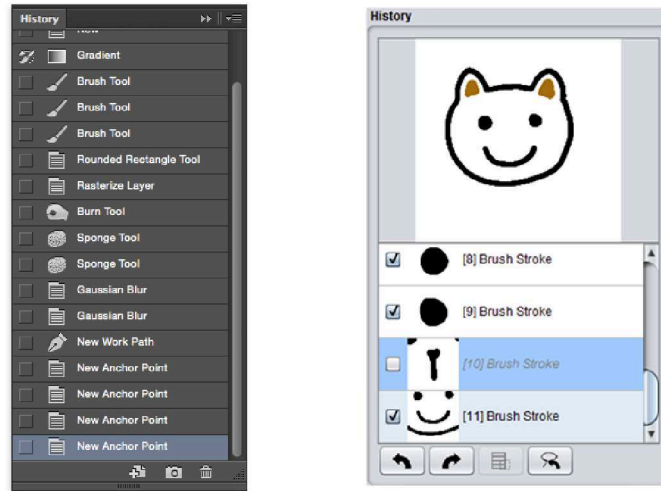 History
New
Gradient
Brush Tool
Brush Tool
Brush Tool
Rounded Rectangle Tool
Rasterize Layer
Burn Tool
Sponge Tool
Sponge Tool
Gaussian Blur
Gaussian Blur
New Work Path
New Anchor Point
New Anchor Point
New Anchor Point
New Anchor Point
History
[8] Brush Stroke
[9] Brush Stroke
[10] Brush Stroke
[11] Brush Stroke